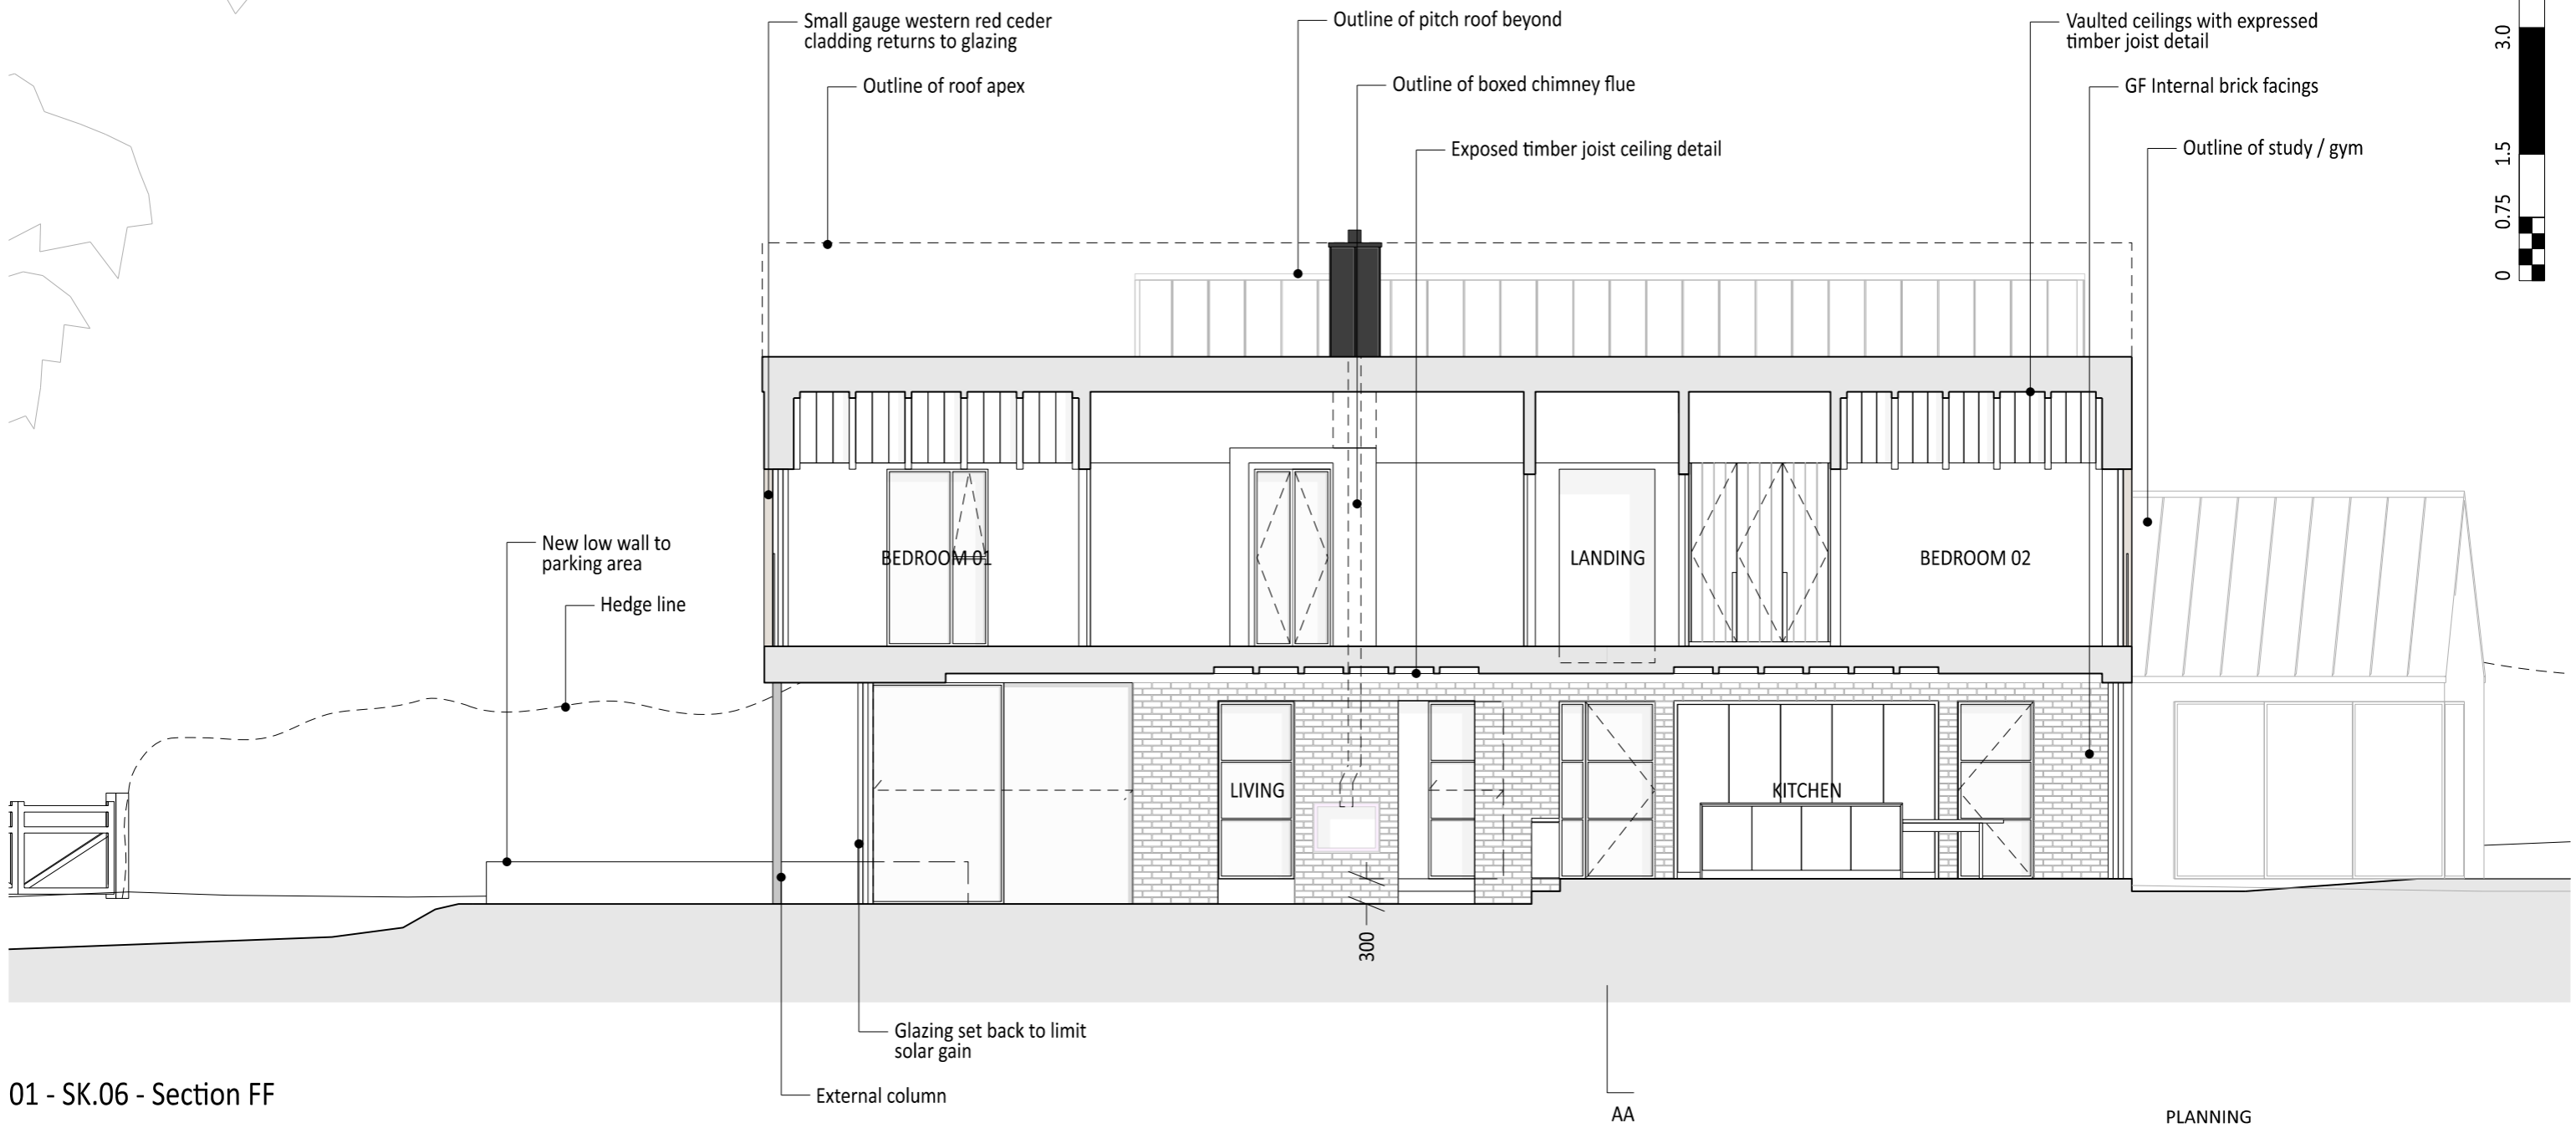 Small gauge western red ceder
cladding returns to glazing
Outline of roof apex
Outline of pitch roof beyond
Outline of boxed chimney flue
Exposed timber joist ceiling detail
Vaulted ceilings with expressed
timber joist detail
GF Internal brick facings
Outline of study / gym
3.0
1.5
0.75
0
New low wall to
parking area
Hedge line
BEDROOM 01
LANDING
BEDROOM 02
LIVING
KITCHEN
300
Glazing set back to limit
solar gain
External column
01 - SK.06 - Section FF
AA
PLANNING